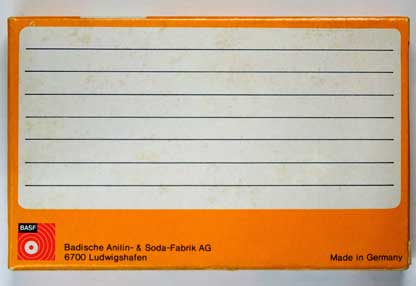 BASF
Badische Anilin- & Soda-Fabrik AG
6700 Ludwigshafen
Made in Germany